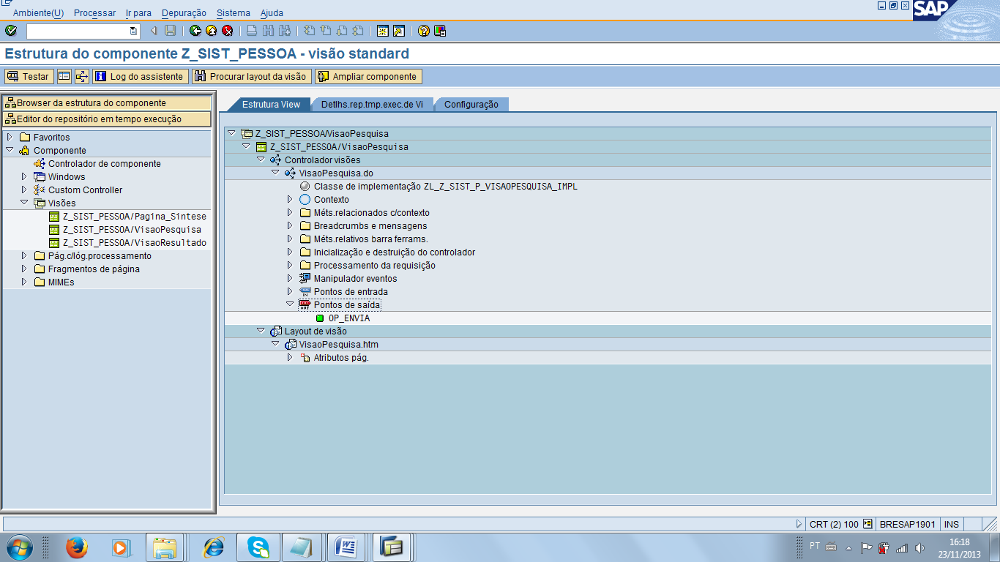 Ambiente(U) Processar Ir para Depuração Sistema Ajuda
SAP
Estrutura do componente Z_SIST_PESSOA - visão standard
Testar Log do assistente Procurar layout da visão Ampliar componente
Browser da estrutura do componente
Editor do repositório em tempo execução
Favoritos
Componente
Controlador de componente
Windows
Custom Controller
Visões
Z_SIST_PESSOA/Pagina_Sintese
Z_SIST_PESSOA/VisaoPesquisa
Z_SIST_PESSOA/VisaoResultado
Pág.c/lóg.processamento
Fragmentos de página
MIMEs
Estrutura View Detlhs.rep.tmp.exec.de Vi Configuração
Z_SIST_PESSOA/VisaoPesquisa
Z_SIST_PESSOA/VisaoPesquisa
Controlador visões
VisaoPesquisa.do
Classe de implementação ZL_Z_SIST_P_VISAOPESQUISA_IMPL
Contexto
Méts.relacionados c/contexto
Breadcrumbs e mensagens
Méts.relativos barra ferrams.
Inicialização e destruição do controlador
Processamento da requisição
Manipulador eventos
IN Pontos de entrada
OUT Pontos de saída
OP_ENVIA
Layout de visão
VisaoPesquisa.htm
Atributos pág.
CRT (2) 100 BRESAP1901 INS
PT 16:18
23/11/2013